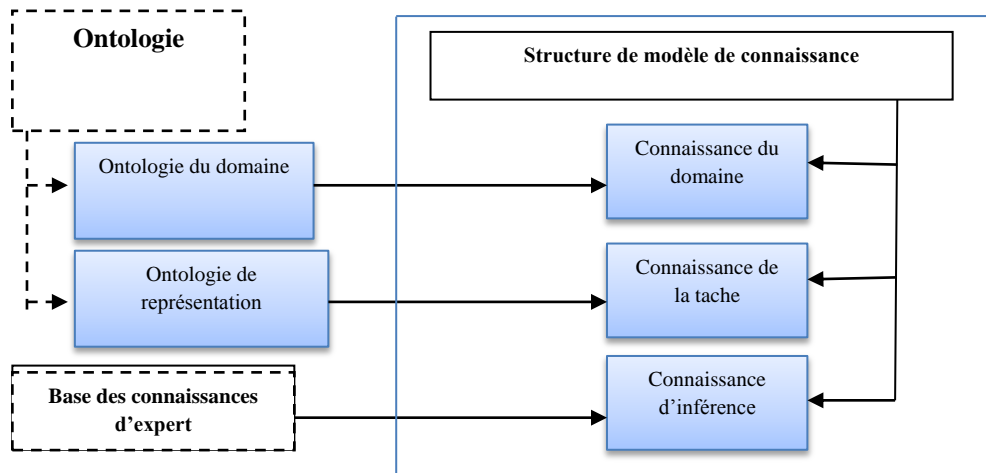 Ontologie
Structure de modèle de connaissance
Ontologie du domaine
Connaissance du
domaine
Ontologie de
représentation
Connaissance de
la tache
Base des connaissances
d’expert
Connaissance
d’inférence